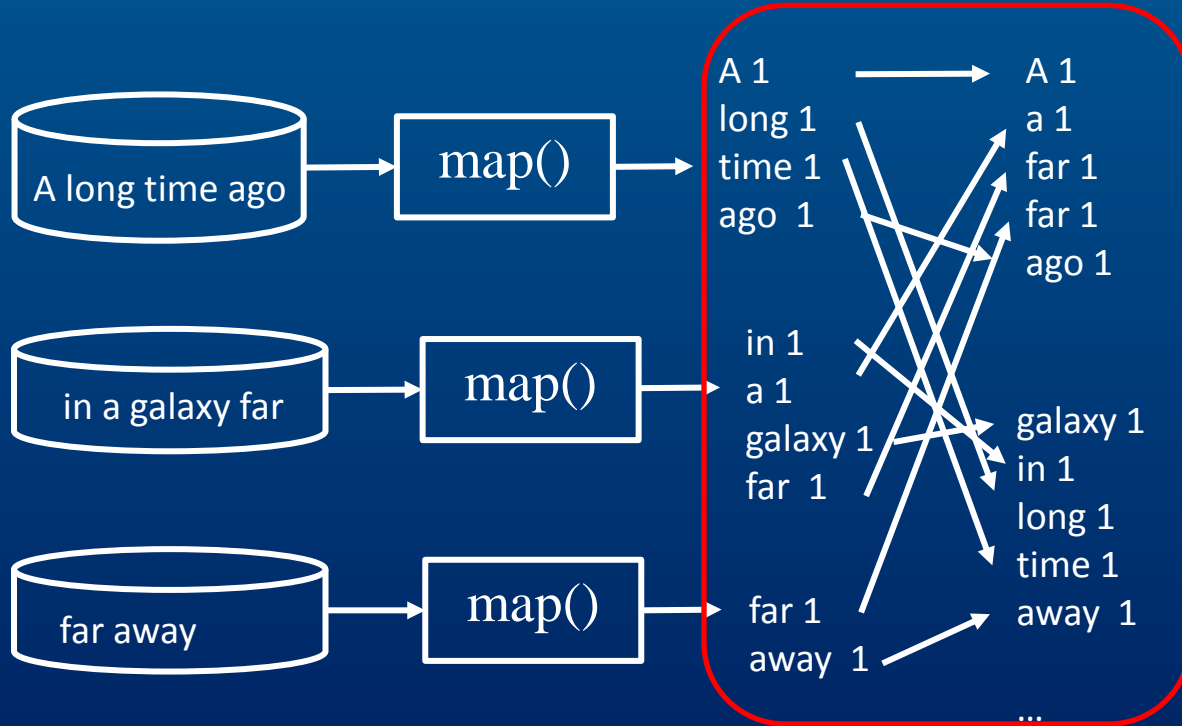 A long time ago
map()
A 1
long 1
time 1
ago 1
in a galaxy far
map()
in 1
a 1
galaxy 1
far 1
far away
map()
far 1
away 1
A 1
a 1
far 1
far 1
ago 1
galaxy 1
in 1
long 1
time 1
away 1
...